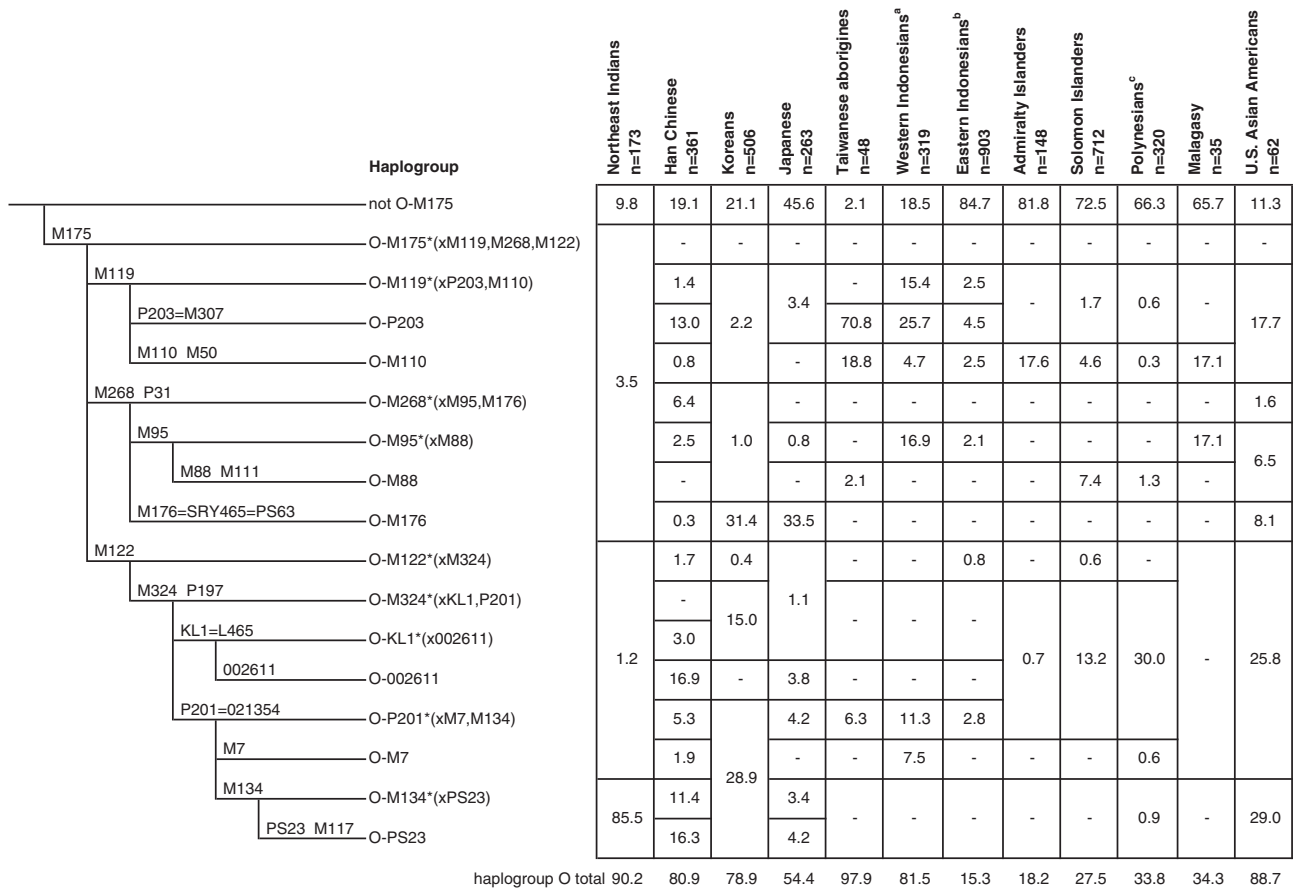 Haplogroup
Northeast Indians n=173
Han Chinese n=361
Koreans n=506
Japanese n=263
Taiwanese aborigines n=48
Western Indonesiansᵃ n=319
Eastern Indonesiansᵇ n=903
Admiralty Islanders n=148
Solomon Islanders n=712
Polynesiansᶜ n=320
Malagasy n=35
U.S. Asian Americans n=62
not O-M175 9.8 19.1 21.1 45.6 2.1 18.5 84.7 81.8 72.5 66.3 65.7 11.3
M175 O-M175*(xM119,M268,M122) - - - - - - - - - - -
M119 O-M119*(xP203,M110) 1.4 - 15.4 2.5
3.4 - 1.7 0.6 -
P203=M307 O-P203 13.0 2.2 70.8 25.7 4.5 17.7
M110 M50 O-M110 0.8 - 18.8 4.7 2.5 17.6 4.6 0.3 17.1
3.5
M268 P31 O-M268*(xM95,M176) 6.4 - - - - - - - - 1.6
M95 O-M95*(xM88) 2.5 1.0 0.8 - 16.9 2.1 - - - 17.1
6.5
M88 M111 O-M88 - - 2.1 - - - 7.4 1.3 -
M176=SRY465=PS63 O-M176 0.3 31.4 33.5 - - - - - - - 8.1
M122 O-M122*(xM324) 1.7 0.4 - - 0.8 - 0.6 -
M324 P197 O-M324*(xKL1,P201) - 1.1
15.0 - - -
KL1=L465 O-KL1*(x002611) 3.0
1.2 0.7 13.2 30.0 - 25.8
002611 O-002611 16.9 - 3.8 - - -
P201=021354 O-P201*(xM7,M134) 5.3 4.2 6.3 11.3 2.8
M7 O-M7 1.9 - - 7.5 - - - 0.6
28.9
M134 O-M134*(xPS23) 11.4 3.4
85.5 - - - - - 0.9 - 29.0
PS23 M117 O-PS23 16.3 4.2
haplogroup O total 90.2 80.9 78.9 54.4 97.9 81.5 15.3 18.2 27.5 33.8 34.3 88.7